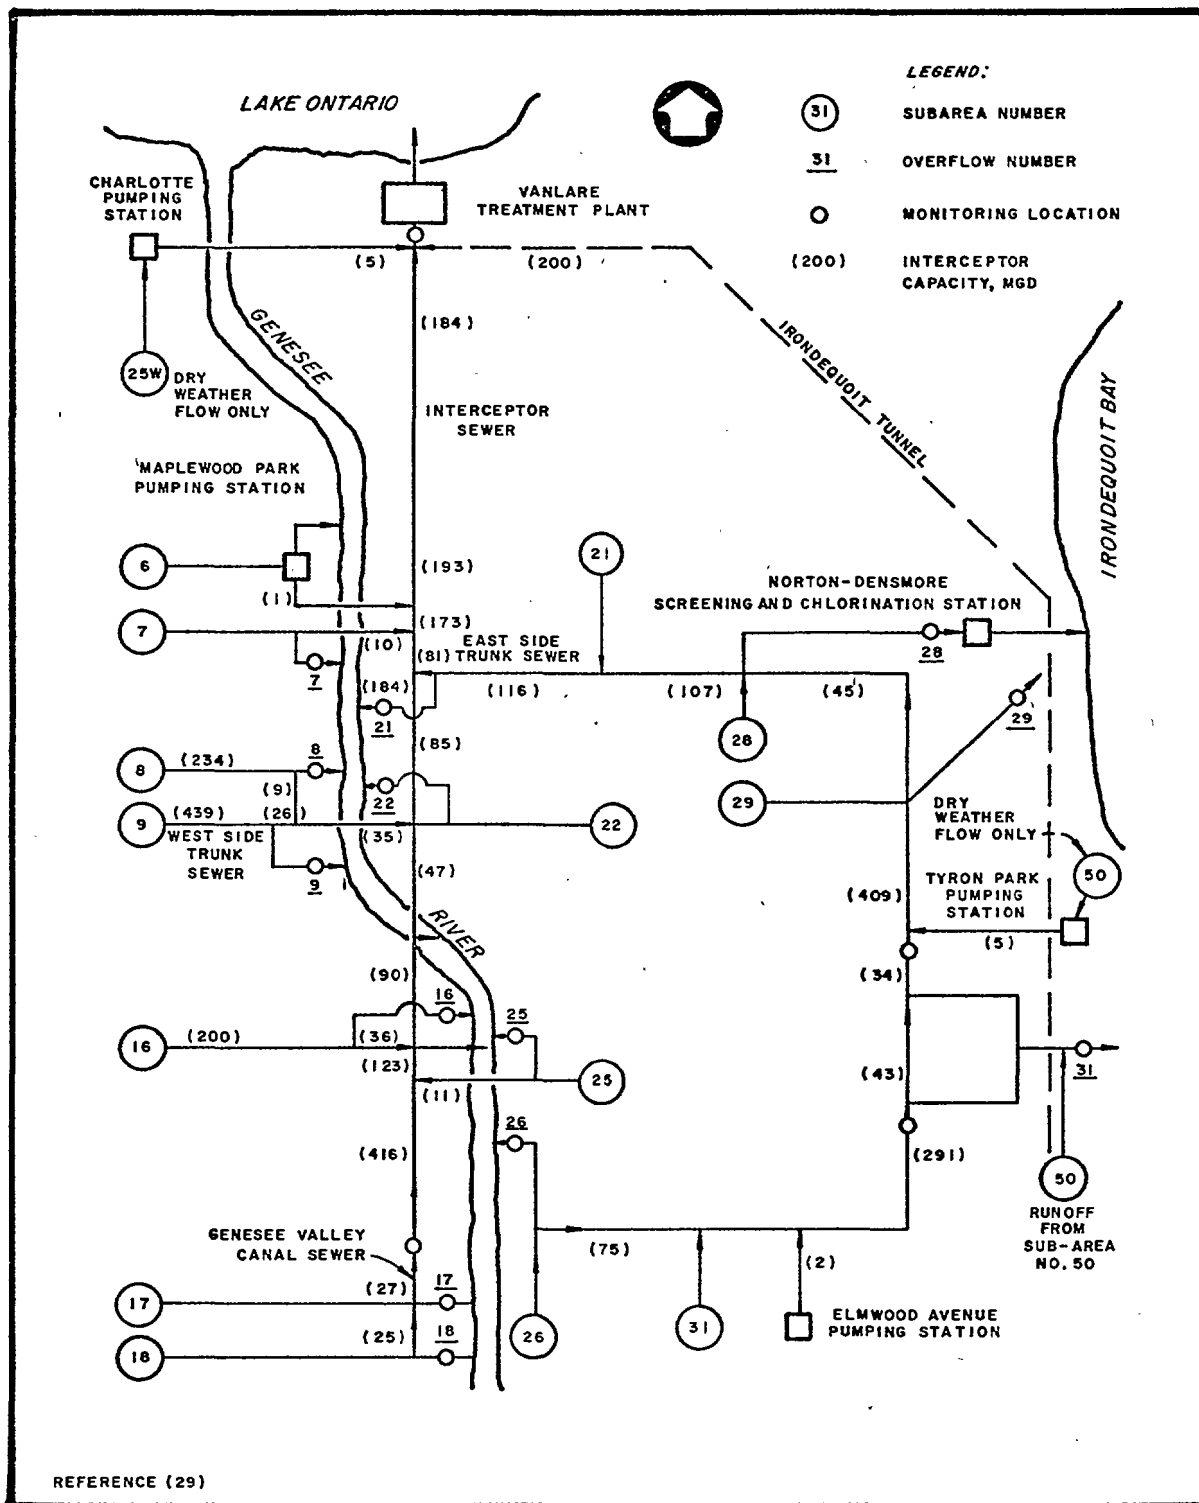 LEGEND:
LAKE ONTARIO
31
SUBAREA NUMBER
31
OVERFLOW NUMBER
MONITORING LOCATION
(200)
INTERCEPTOR
CAPACITY, MGD
CHARLOTTE
PUMPING
STATION
VANLARE
TREATMENT PLANT
(5)
(200)
(184)
GENESEE
IRONDEQUOIT TUNNEL
IRONDEQUOIT BAY
25W
DRY
WEATHER
FLOW ONLY
INTERCEPTOR
SEWER
MAPLEWOOD PARK
PUMPING STATION
6
(1)
(193)
21
NORTON-DENSMORE
SCREENING AND CHLORINATION STATION
7
(10)
(173)
EAST SIDE
TRUNK SEWER
(81)
28
7
(184)
(116)
(107)
(45)
21
29
28
(85)
8
(234)
8
(9)
22
29
DRY
WEATHER
FLOW ONLY
9
(439)
(26)
(35)
22
WEST SIDE
TRUNK
SEWER
9
(47)
50
TYRON PARK
PUMPING
STATION
(409)
RIVER
(5)
(90)
(34)
16
25
16
(200)
(36)
(123)
31
(11)
25
(43)
26
(416)
(291)
50
RUNOFF
FROM
SUB-AREA
NO. 50
GENESEE VALLEY
CANAL SEWER
(75)
(2)
17
(27)
17
18
(25)
18
26
31
ELMWOOD AVENUE
PUMPING STATION
REFERENCE (29)